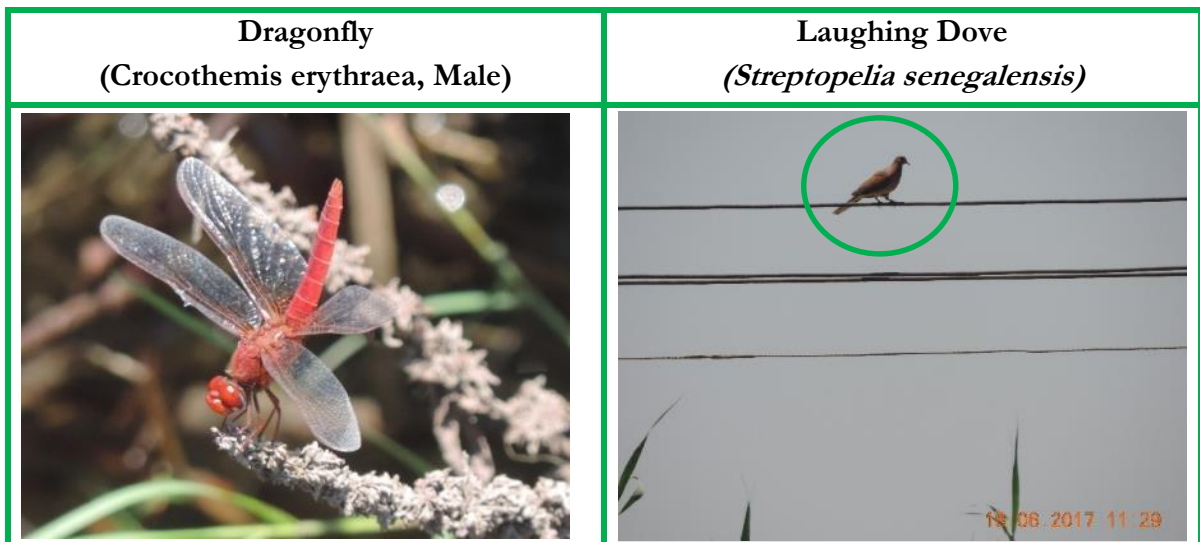 Dragonfly
(Crocothemis erythraea, Male)
Laughing Dove
(Streptopelia senegalensis)
06 2017 11:29